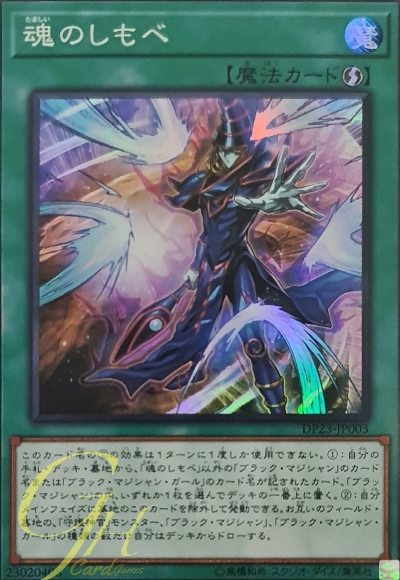 魂のしもべ
たましい
魔
【魔法カード】
DP23-JP003
このカード名の②の効果は1ターンに1度しか使用できない。①:自分の
手札・デッキ・墓地から、「魂のしもべ」以外の「ブラック・マジシャン」のカード
名または「ブラック・マジシャン・ガール」のカード名が記されたカード、「ブラッ
ク・マジシャン」、いずれか1枚を選んでデッキの一番上に置く。②:自分
メインフェイズに墓地のこのカードを除外して発動できる。お互いのフィールド・
墓地の、「守護神官」モンスター、「ブラック・マジシャン」、「ブラック・マジシャン・
ガール」の種類の数だけ自分はデッキからドローする。
23020408
©高橋和希 スタジオ・ダイス/集英社
GK
CardGames